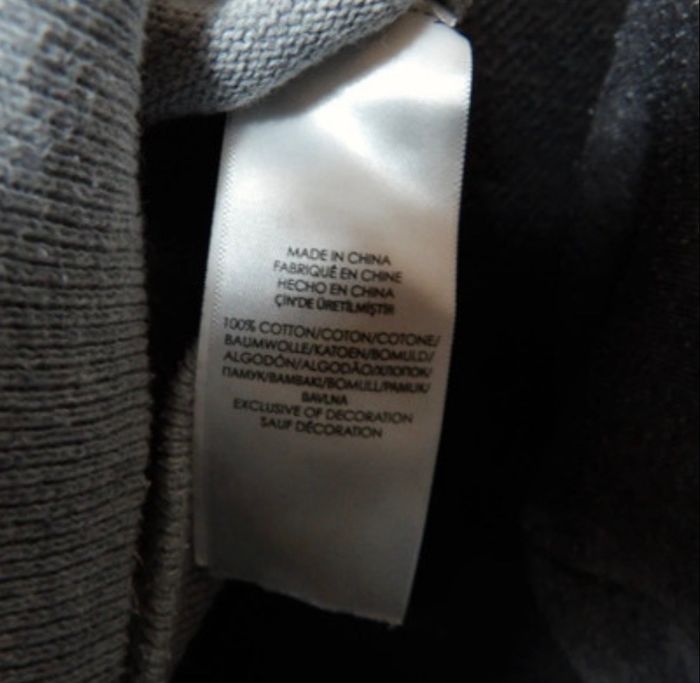 MADE IN CHINA
FABRIQUÉ EN CHINE
HECHO EN CHINA
ÇIN'DE ÜRETILMIŞTIR
100% COTTON/COTON/COTONE/
BAUMWOLLE/KATOEN/BOMULD/
ALGODÓN/ALGODÃO/ХЛОПОК/
ПАМУК/BAMBAKI/BOMULL/PAMUK/
BAVLNA
EXCLUSIVE OF DECORATION
SAUF DÉCORATION